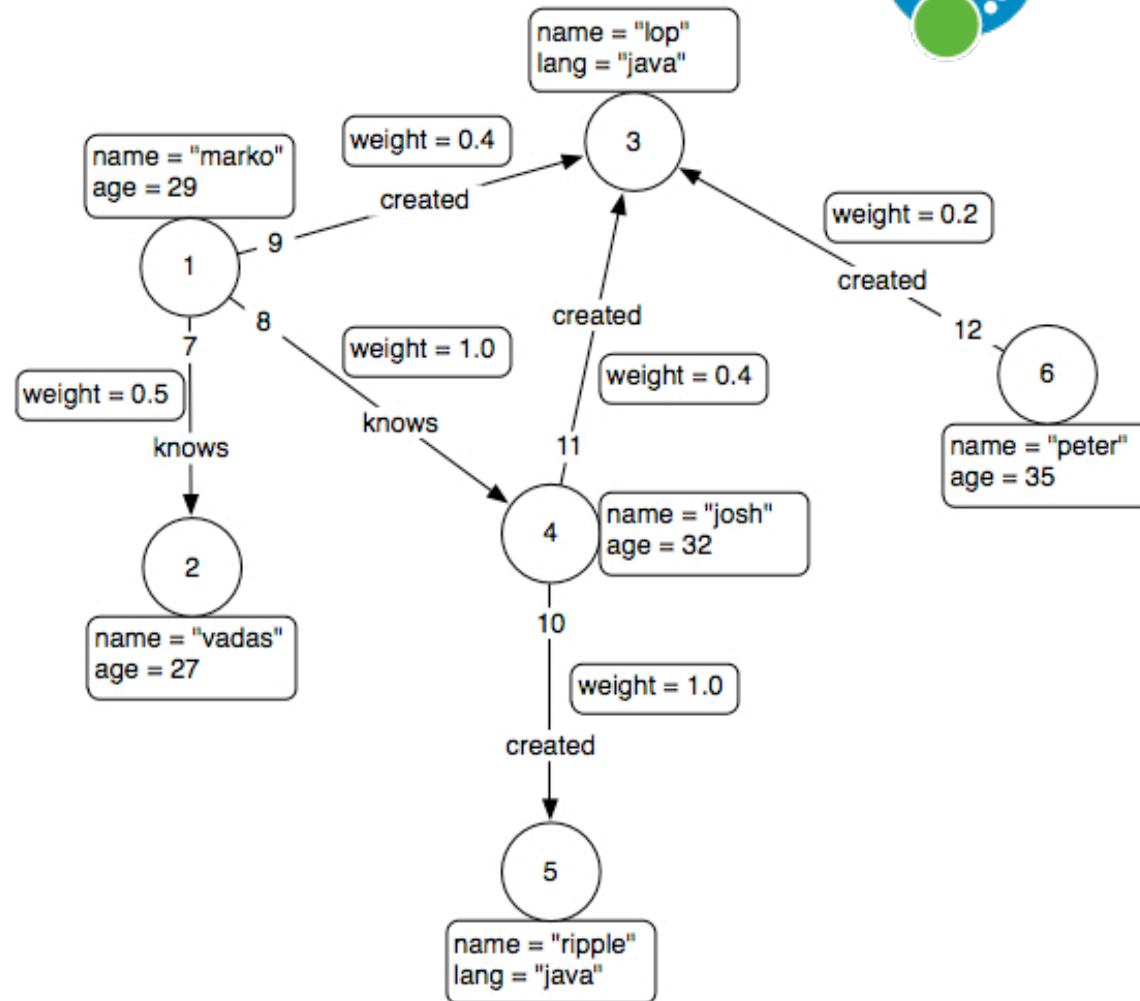 name = "lop"
lang = "java"
weight = 0.4
name = "marko"
age = 29
3
created
weight = 0.2
9
1
created
8
created
7
weight = 1.0
12
weight = 0.5
weight = 0.4
6
knows
knows
11
name = "peter"
age = 35
4
name = "josh"
age = 32
2
10
name = "vadas"
age = 27
weight = 1.0
created
5
name = "ripple"
lang = "java"